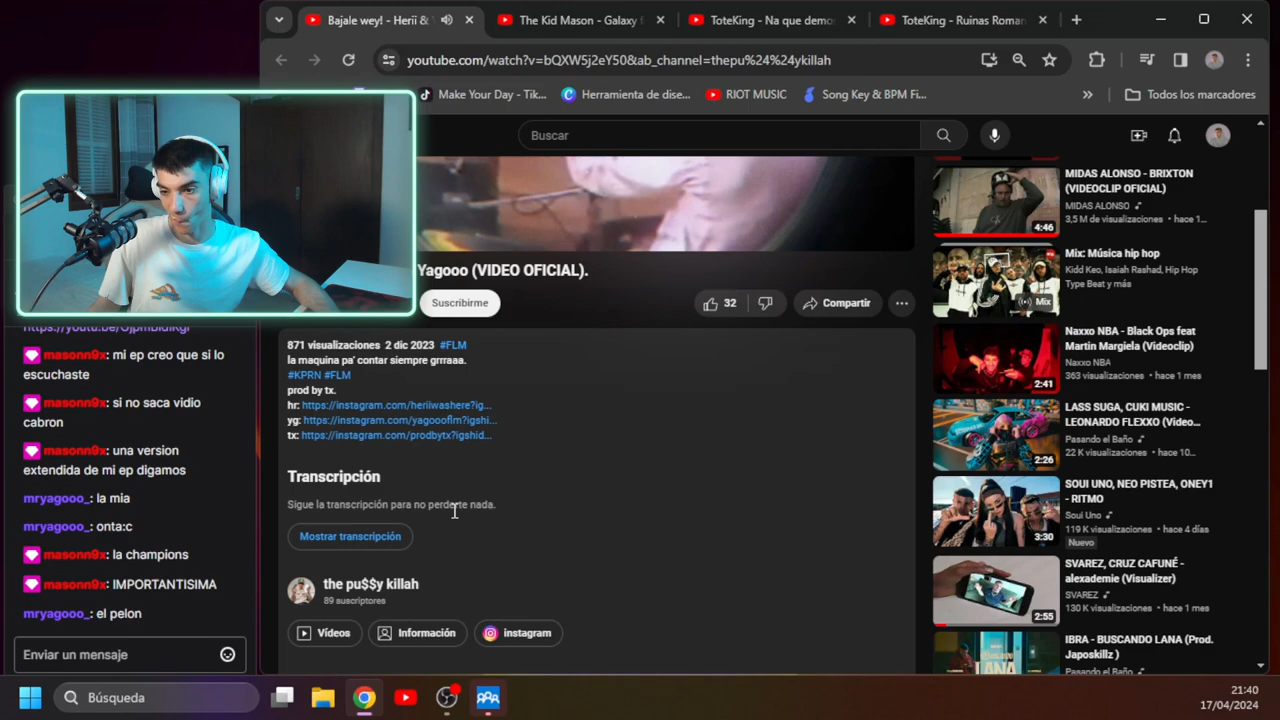 Bajale wey! - Herii &
The Kid Mason - Galaxy
ToteKing - Na que demo
ToteKing - Ruinas Roman
youtube.com/watch?v=bQXW5j2eY50&ab_channel=thepu%24%24ykillah
Make Your Day - Tik...
Herramienta de dise...
RIOT MUSIC
Song Key & BPM Fi...
»
Todos los marcadores
Buscar
Yagooo (VIDEO OFICIAL).
Suscribirme
32
Compartir
871 visualizaciones 2 dic 2023 #FLM
la maquina pa' contar siempre grrraaa.
#KPRN #FLM
prod by tx.
hr: https://instagram.com/heriiwashere?ig...
yg: https://instagram.com/yagoooflm?igshi...
tx: https://instagram.com/prodbytx?igshid...
Transcripción
Sigue la transcripción para no perderte nada.
Mostrar transcripción
the pu$$y killah
89 suscriptores
Vídeos
Información
instagram
MIDAS ALONSO - BRIXTON
(VIDEOCLIP OFICIAL)
MIDAS ALONSO
3,5 M de visualizaciones • hace 1...
4:46
Mix: Música hip hop
Kidd Keo, Isaiah Rashad, Hip Hop
Type Beat y más
Mix
Naxxo NBA - Black Ops feat
Martin Margiela (Videoclip)
Naxxo NBA
363 visualizaciones • hace 1 mes
2:41
LASS SUGA, CUKI MUSIC -
LEONARDO FLEXXO (Video...
Pasando el Baño
22 K visualizaciones • hace 10...
2:26
SOUI UNO, NEO PISTEA, ONEY1
- RITMO
Soui Uno
119 K visualizaciones • hace 4 días
Nuevo
3:30
SVAREZ, CRUZ CAFUNÉ -
alexademie (Visualizer)
SVAREZ
130 K visualizaciones • hace 1 mes
2:55
IBRA - BUSCANDO LANA (Prod.
Japoskillz )
Pasando el Baño
LANA
masonn9x: mi ep creo que si lo
escuchaste
masonn9x: si no saca vidio
cabron
masonn9x: una version
extendida de mi ep digamos
mryagooo_: la mia
mryagooo_: onta:c
masonn9x: la champions
masonn9x: IMPORTANTISIMA
mryagooo_: el pelon
Enviar un mensaje
Búsqueda
21:40
17/04/2024